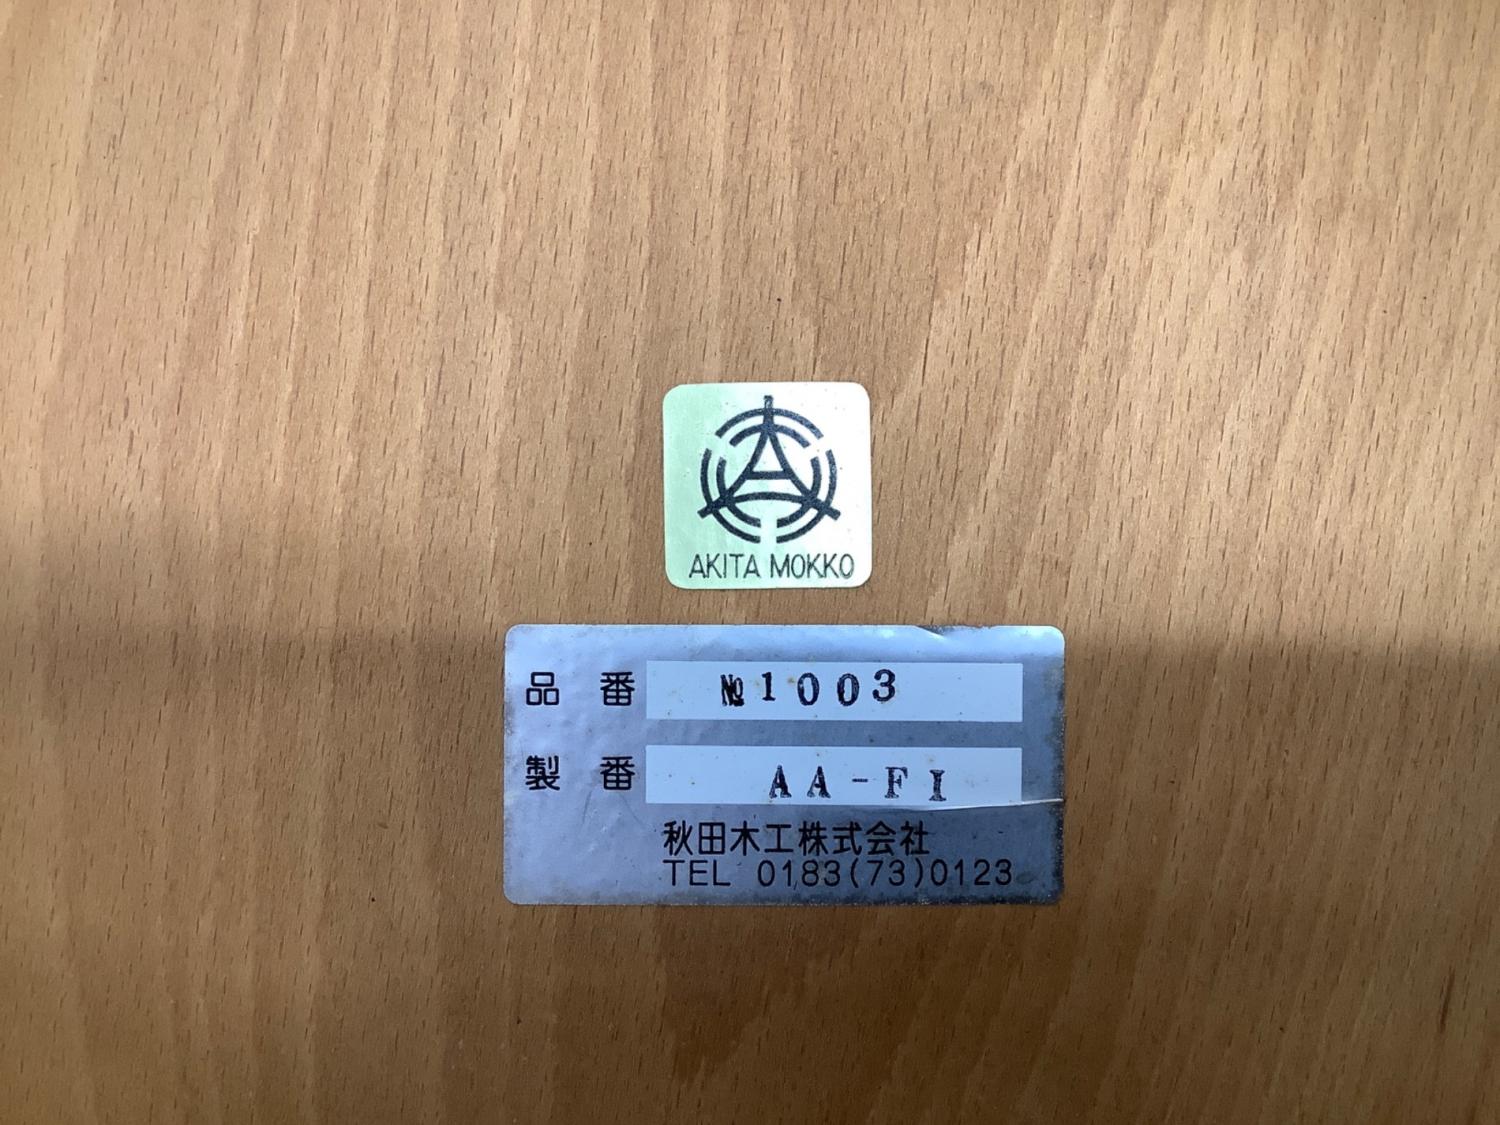 AKITA MOKKO
品番 №1003
製番 AA-FI
秋田木工株式会社
TEL 0183(73)0123